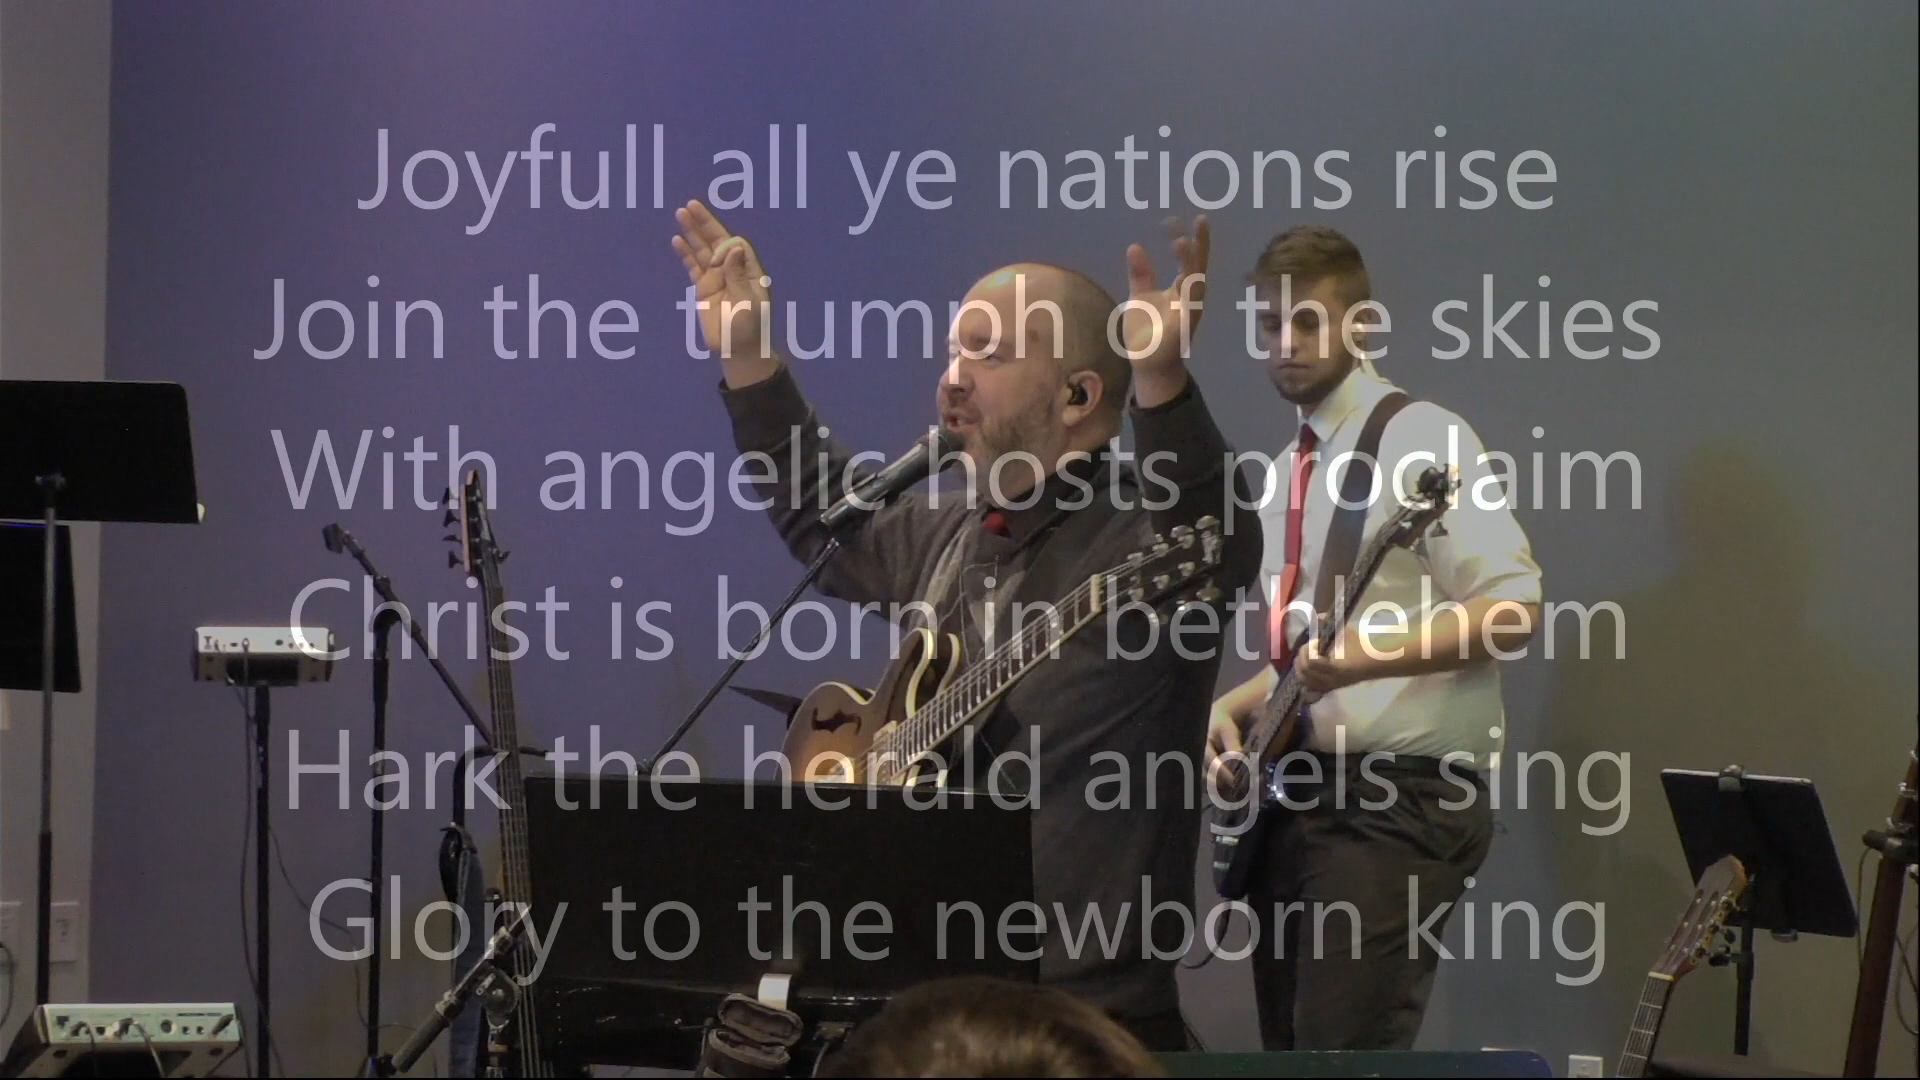 Joyfull all ye nations rise
Join the triumph of the skies
With angelic hosts proclaim
Christ is born in bethlehem
Hark the herald angels sing
Glory to the newborn king